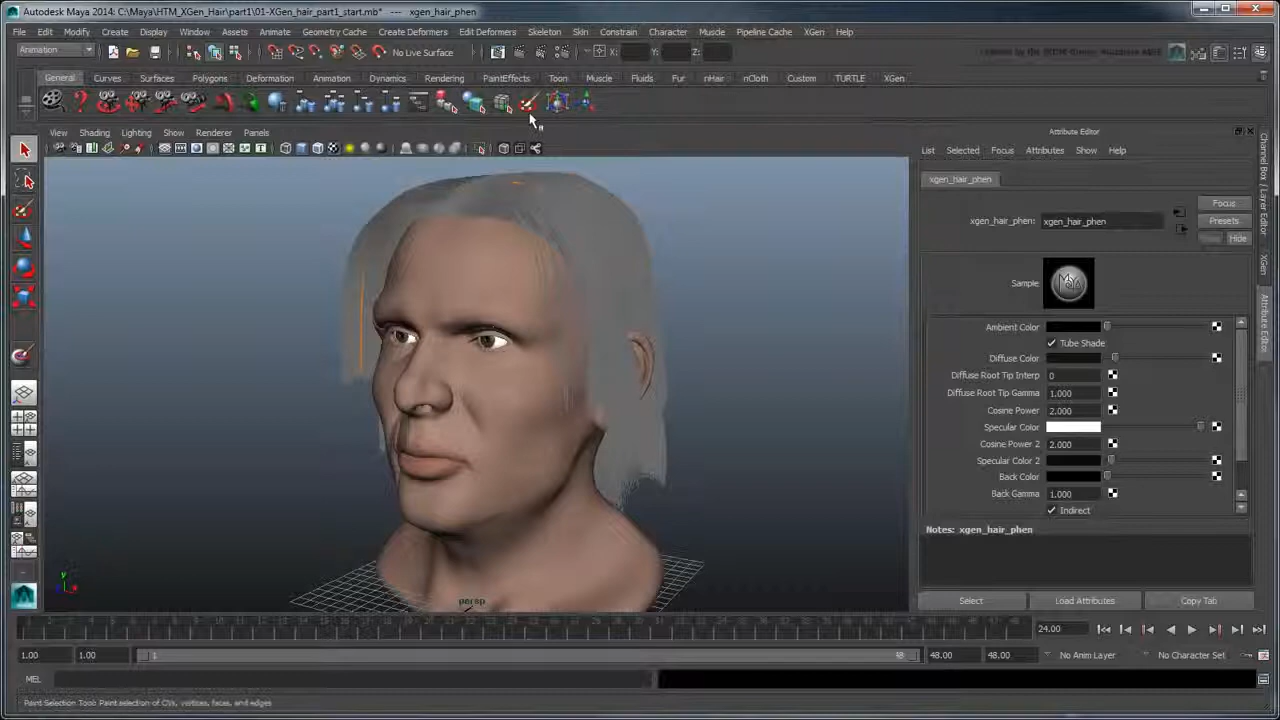 Autodesk Maya 2014: C:\Maya\HTM_XGen_Hair\part1\01-XGen_hair_part1_start.mb* --- xgen_hair_phen
File Edit Modify Create Display Window Assets Animate Geometry Cache Create Deformers Edit Deformers Skeleton Skin Constrain Character Muscle Pipeline Cache XGen Help
Animation No Live Surface X: Y: Z:
General Curves Surfaces Polygons Deformation Animation Dynamics Rendering PaintEffects Toon Muscle Fluids Fur nHair nCloth Custom TURTLE XGen
View Shading Lighting Show Renderer Panels
Attribute Editor
List Selected Focus Attributes Show Help
xgen_hair_phen
Focus
xgen_hair_phen: xgen_hair_phen
Presets
Hide
Sample
Ambient Color
Tube Shade
Diffuse Color
Diffuse Root Tip Interp 0
Diffuse Root Tip Gamma 1.000
Cosine Power 2.000
Specular Color
Cosine Power 2 2.000
Specular Color 2
Back Color
Back Gamma 1.000
Indirect
Notes: xgen_hair_phen
Select Load Attributes Copy Tab
Channel Box / Layer Editor
XGen
Attribute Editor
y
persp
24.00
1.00 1.00 1 48 48.00 48.00 No Anim Layer No Character Set
MEL
Paint Selection Tool: Paint selection of CVs, vertices, faces, and edges